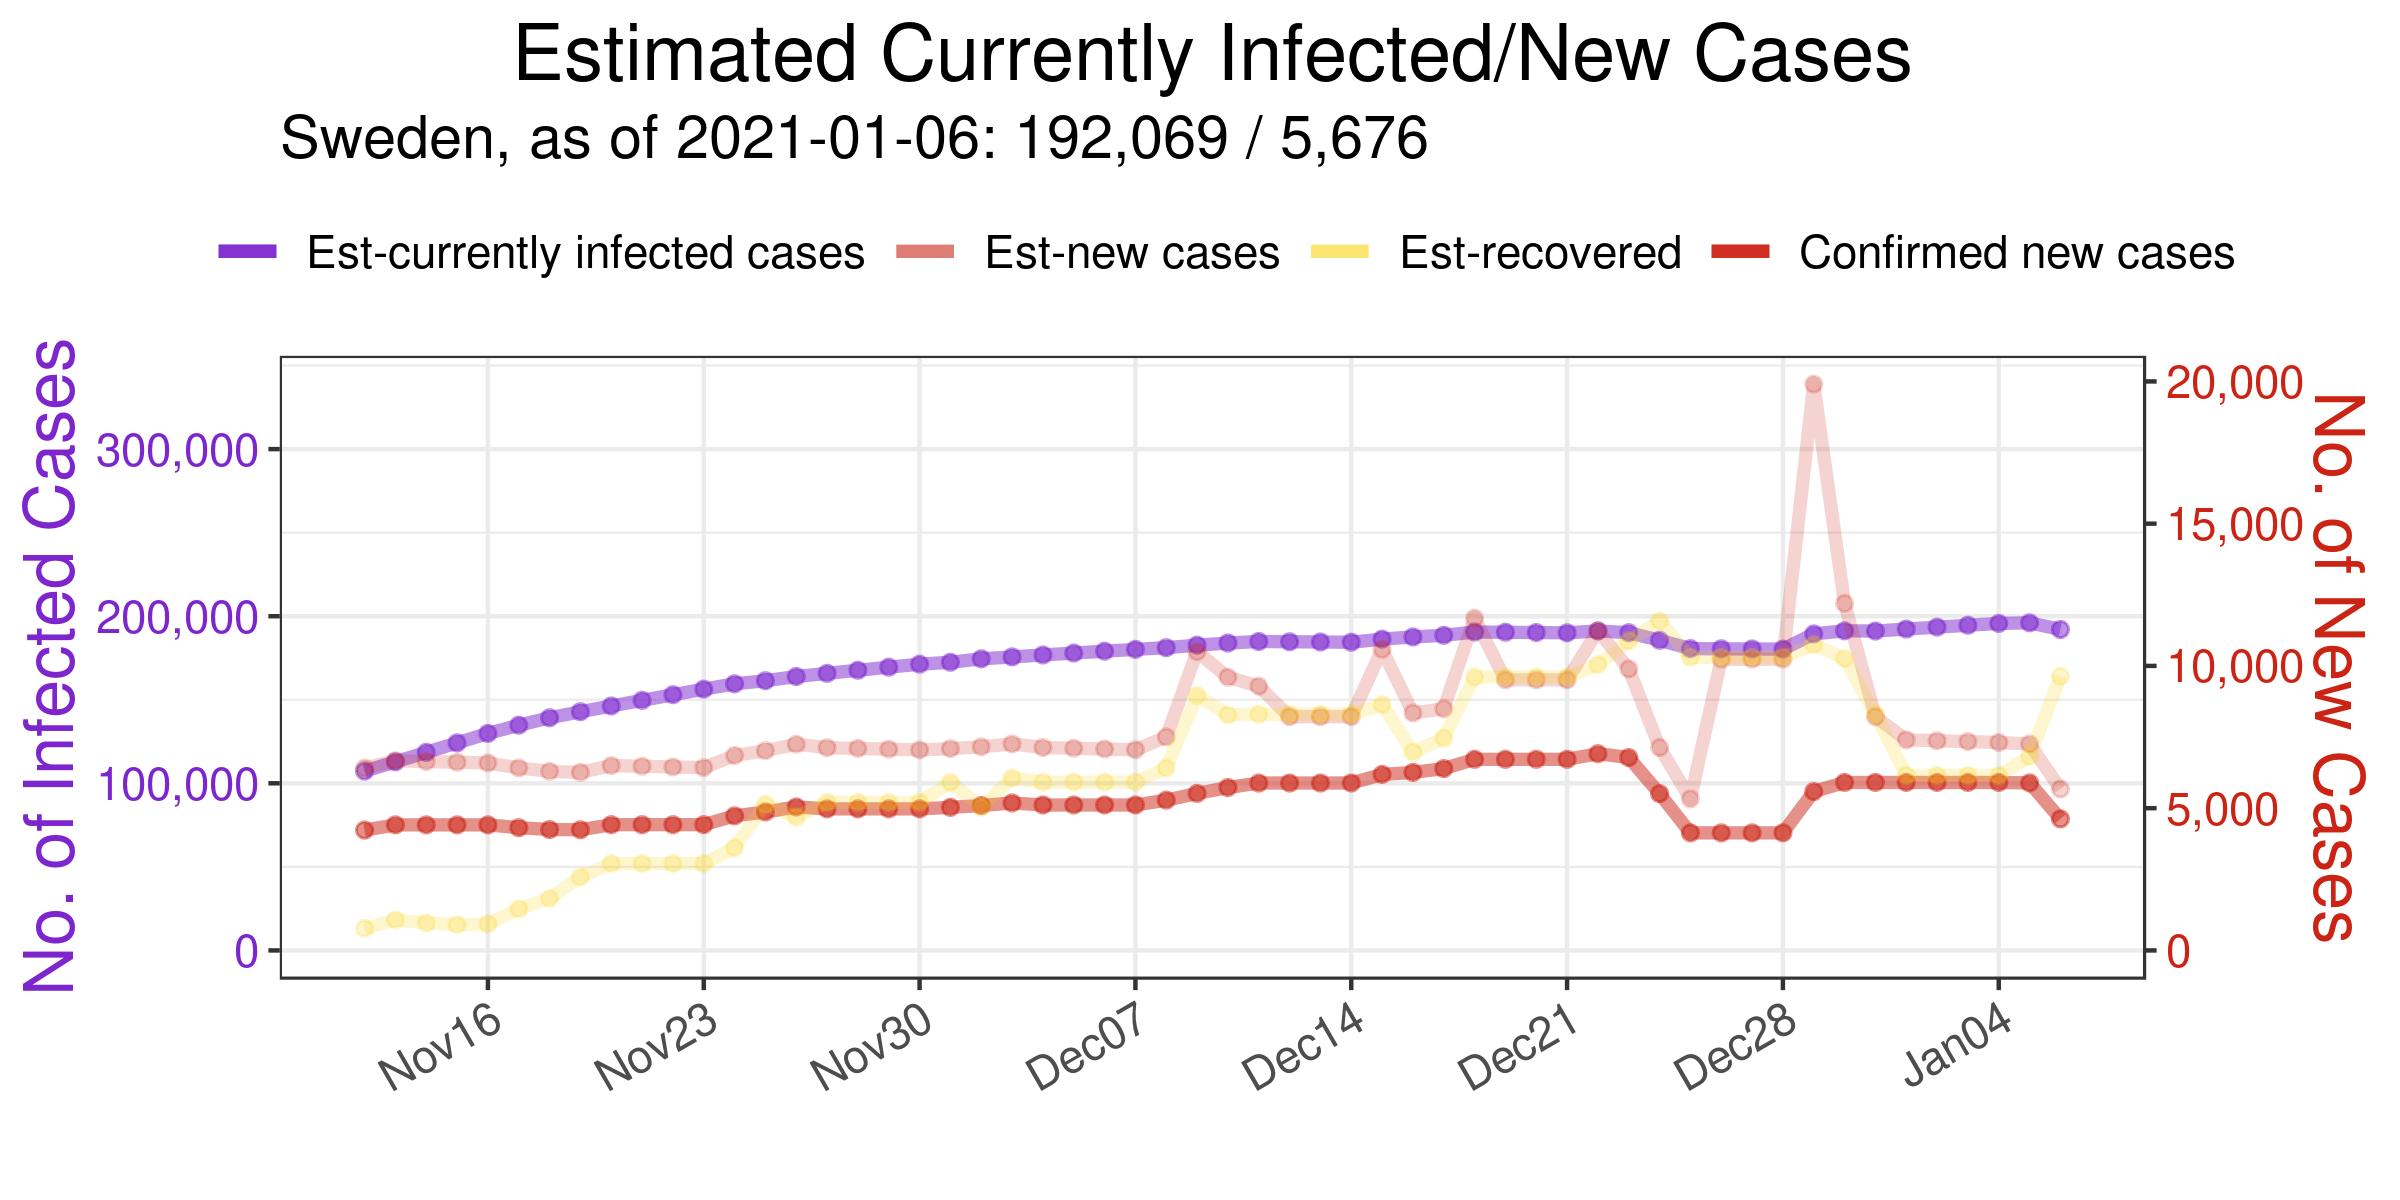 Estimated Currently Infected/New Cases
Sweden, as of 2021-01-06: 192,069 / 5,676
Est-currently infected cases Est-new cases Est-recovered Confirmed new cases
No. of Infected Cases
300,000
200,000
100,000
0
20,000
15,000
10,000
5,000
0
No. of New Cases
Nov16 Nov23 Nov30 Dec07 Dec14 Dec21 Dec28 Jan04